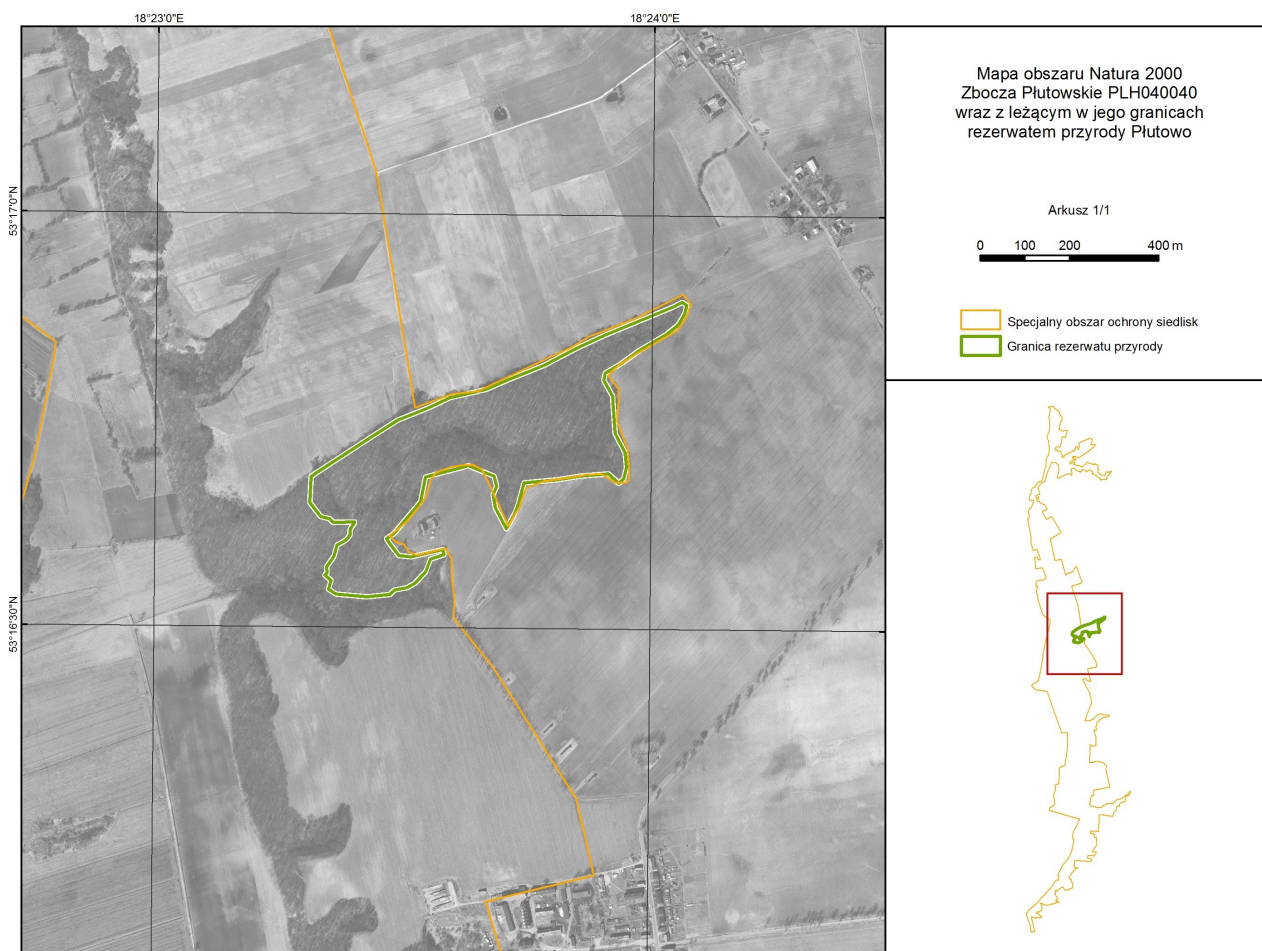 18°23'0"E
18°24'0"E
53°17'0"N
53°16'30"N
Mapa obszaru Natura 2000
Zbocza Płutowskie PLH040040
wraz z leżącym w jego granicach
rezerwatem przyrody Płutowo
Arkusz 1/1
0 100 200 400 m
Specjalny obszar ochrony siedlisk
Granica rezerwatu przyrody